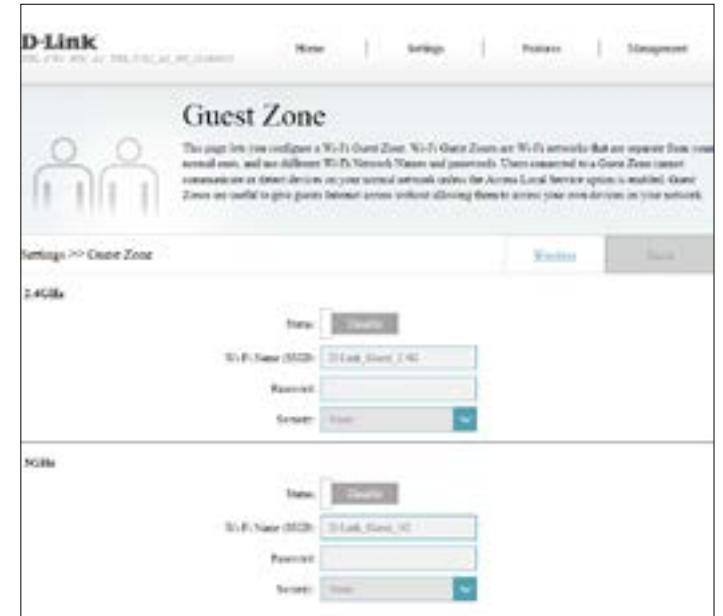 D-Link
Home | Settings | Features | Management
Guest Zone
This page lets you configure a Wi-Fi Guest Zone. Wi-Fi Guest Zones are Wi-Fi networks that are separate from your
normal ones, and use different Wi-Fi Network Names and passwords. Users connected to a Guest Zone cannot
communicate or detect devices on your normal network unless the Access Local Service option is enabled. Guest
Zones are useful to give guests Internet access without allowing them to access your own devices on your network.
Settings >> Guest Zone
Wireless
2.4GHz
Status:
Disable
Wi-Fi Name (SSID):
Password:
Security:
None
5GHz
Status:
Disable
Wi-Fi Name (SSID):
Password:
Security:
None